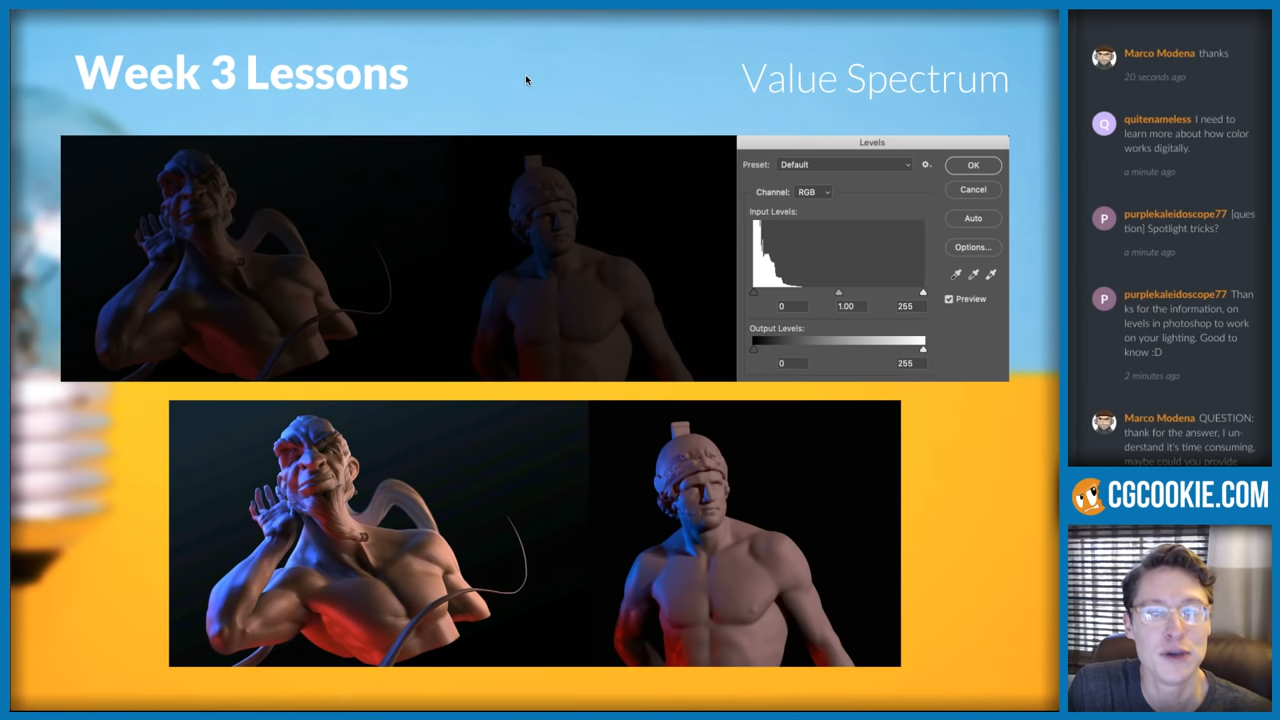 Week 3 Lessons
Value Spectrum
Levels
Preset: Default
OK
Channel: RGB
Cancel
Input Levels:
Auto
Options...
Preview
0 1.00 255
Output Levels:
0 255
Marco Modena thanks
20 seconds ago
Q
quitenameless I need to
learn more about how color
works digitally.
a minute ago
P
purplekaleidoscope77 [ques
tion] Spotlight tricks?
a minute ago
P
purplekaleidoscope77 Than
ks for the information, on
levels in photoshop to work
on your lighting. Good to
know :D
2 minutes ago
Marco Modena QUESTION:
thank for the answer, I un-
derstand it's time consuming,
maybe could you provide
CGCOOKIE.COM